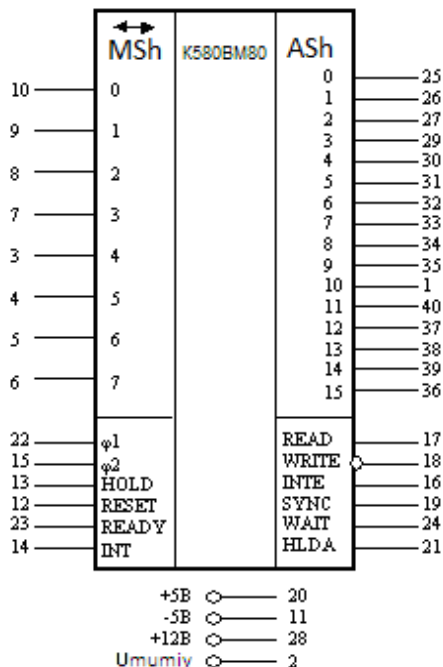 MSh K580BM80 ASh
0 25
10 0 1 26
2 27
9 1 3 29
4 30
8 2 5 31
6 32
7 3 7 33
8 34
3 4 9 35
10 1
4 5 11 40
12 37
5 6 13 38
14 39
6 7 15 36
22 φ1 READ 17
15 φ2 WRITE 18
13 HOLD INTE 16
12 RESET SYNC 19
23 READY WAIT 24
14 INT HLDA 21
+5B 20
-5B 11
+12B 28
Umumiy 2